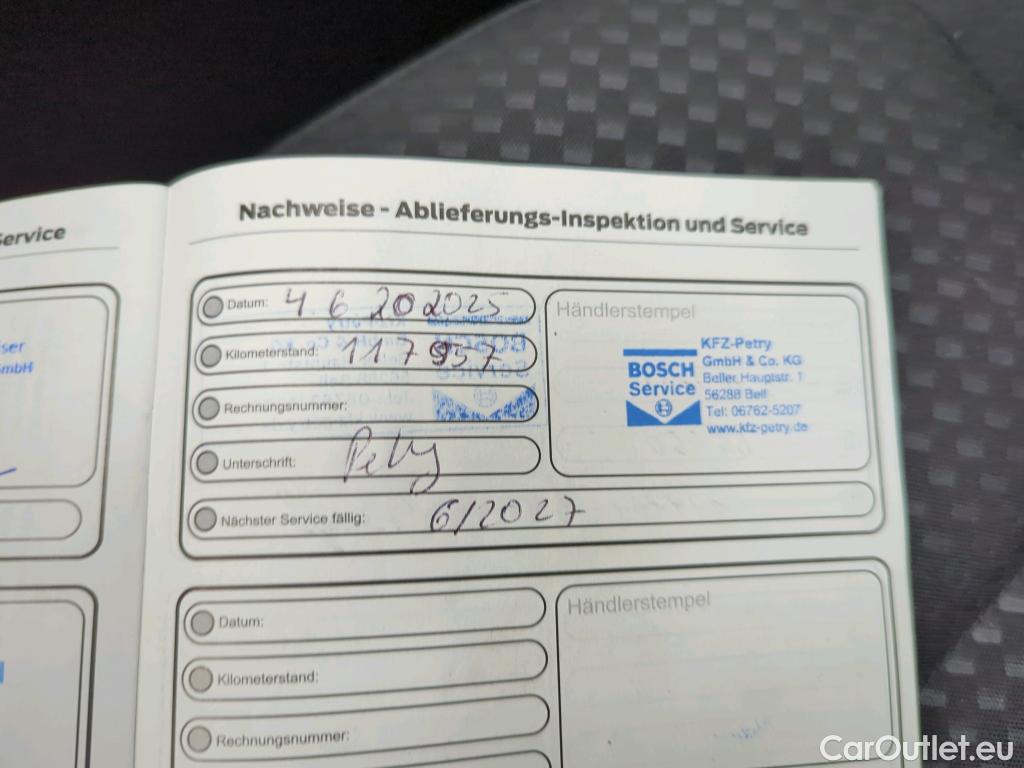 Service
Nachweise - Ablieferungs-Inspektion und Service
Datum: 4 6 20 2025
Kilometerstand: 117957
Rechnungsnummer:
Unterschrift: Petry
Nächster Service fällig: 6/2027
Händlerstempel
BOSCH
Service
KFZ-Petry
GmbH & Co. KG
Beller Hauptstr. 1
56288 Bell
Tel: 06762-5207
www.kfz-petry.de
Datum:
Kilometerstand:
Rechnungsnummer:
Händlerstempel
CarOutlet.eu